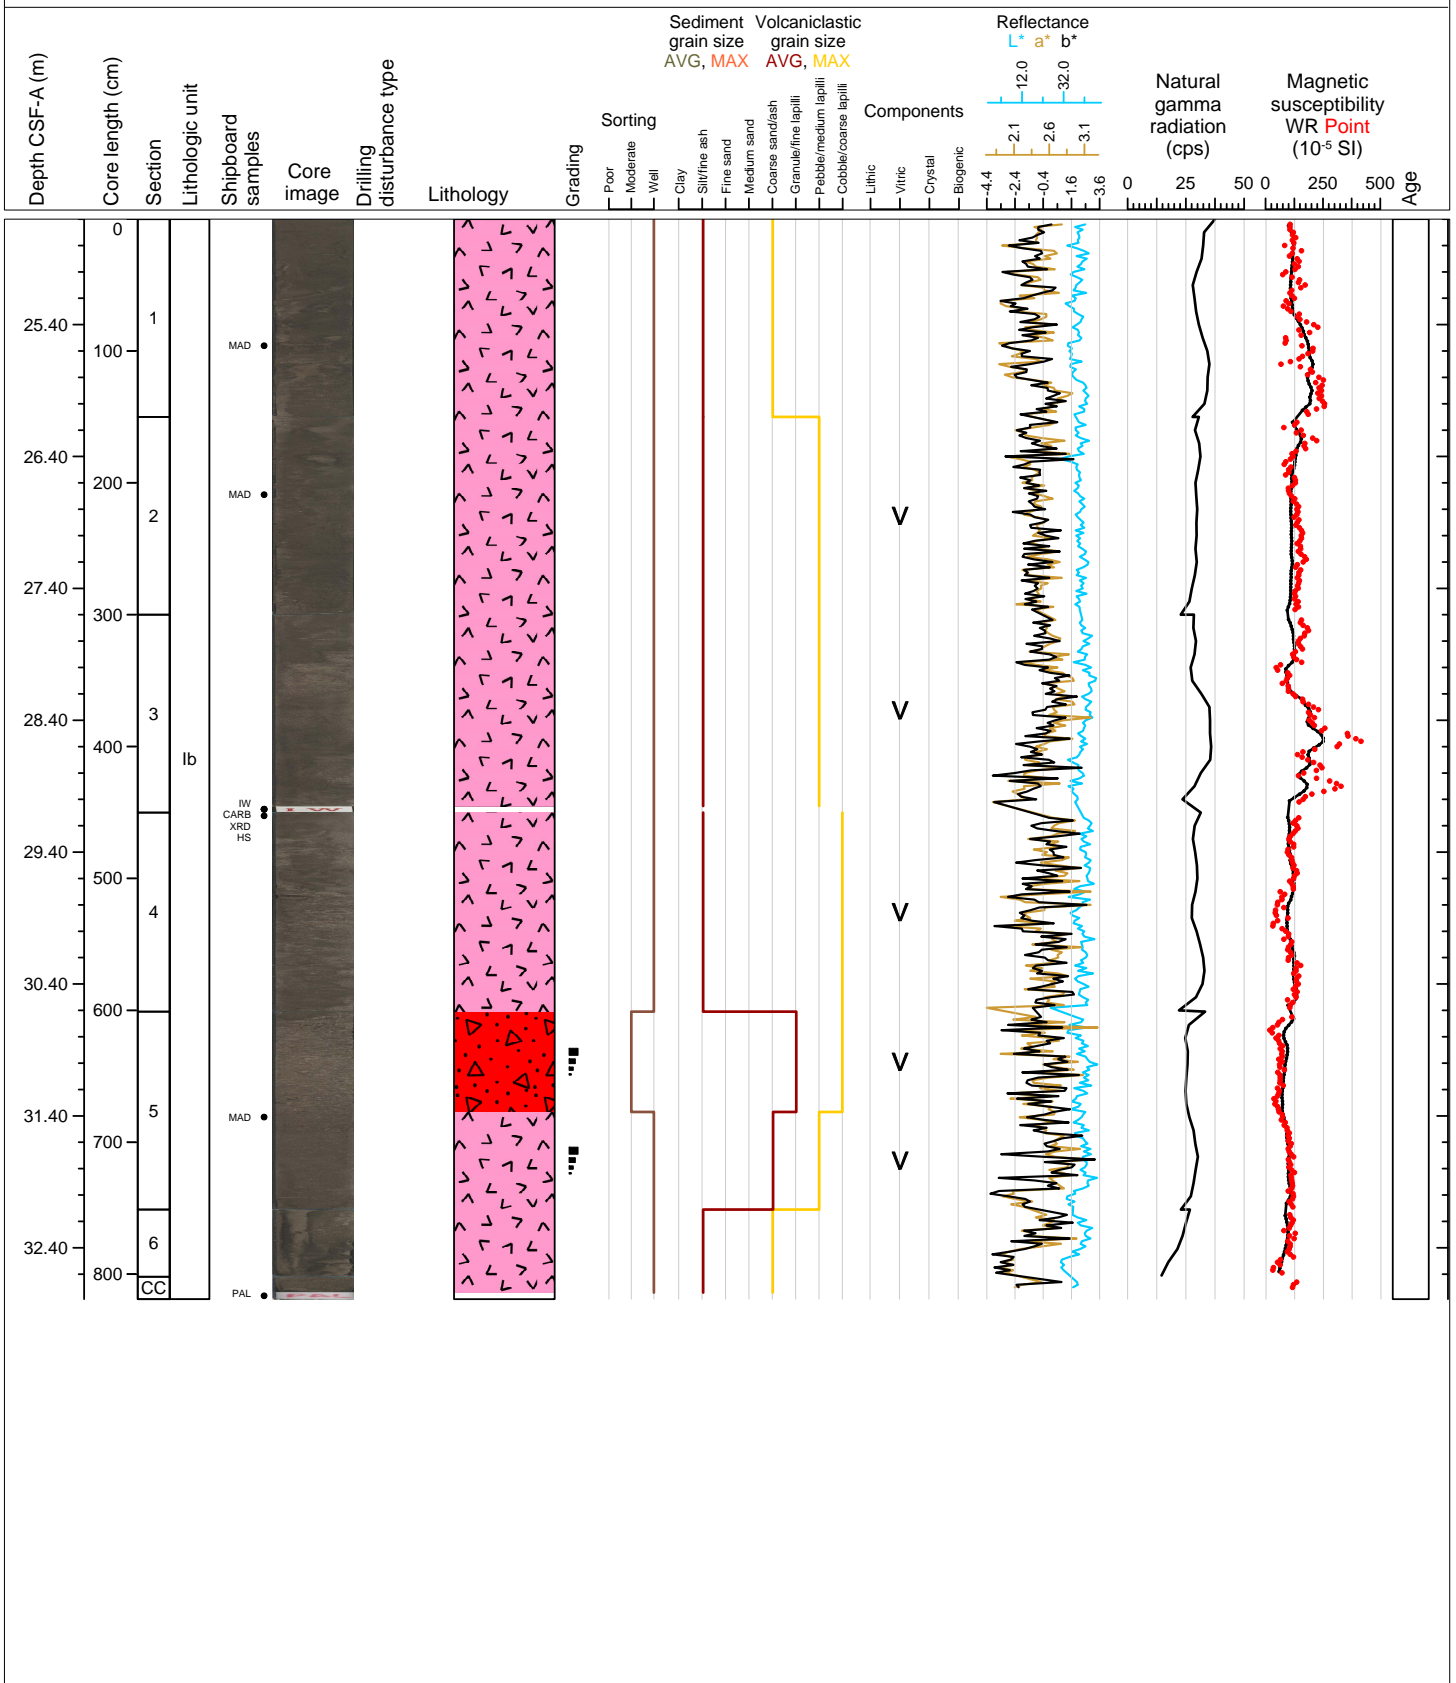 Depth CSF-A (m)
Core length (cm)
Section
Lithologic unit
Shipboard
samples
Core
image
Drilling
disturbance type
Lithology
Grading
Sorting
Poor
Moderate
Well
Sediment
grain size
AVG, MAX
Volcaniclastic
grain size
AVG, MAX
Clay
Silt/fine ash
Fine sand
Medium sand
Coarse sand/ash
Granule/fine lapilli
Pebble/medium lapilli
Cobble/coarse lapilli
Components
Lithic
Vitric
Crystal
Biogenic
Reflectance
L* a* b*
12.0 32.0
2.1 2.6 3.1
-4.4 -2.4 -0.4 1.6 3.6
Natural
gamma
radiation
(cps)
0 25 50
Magnetic
susceptibility
WR Point
(10⁻⁵ SI)
0 250 500
Age
0
1
25.40
MAD
100
26.40
200
MAD
2
V
27.40
300
3
V
28.40
400
Ib
IW
CARB
XRD
HS
I W
29.40
500
4
V
30.40
600
V
5
31.40
MAD
700
V
6
32.40
800
CC
PAL
PAL